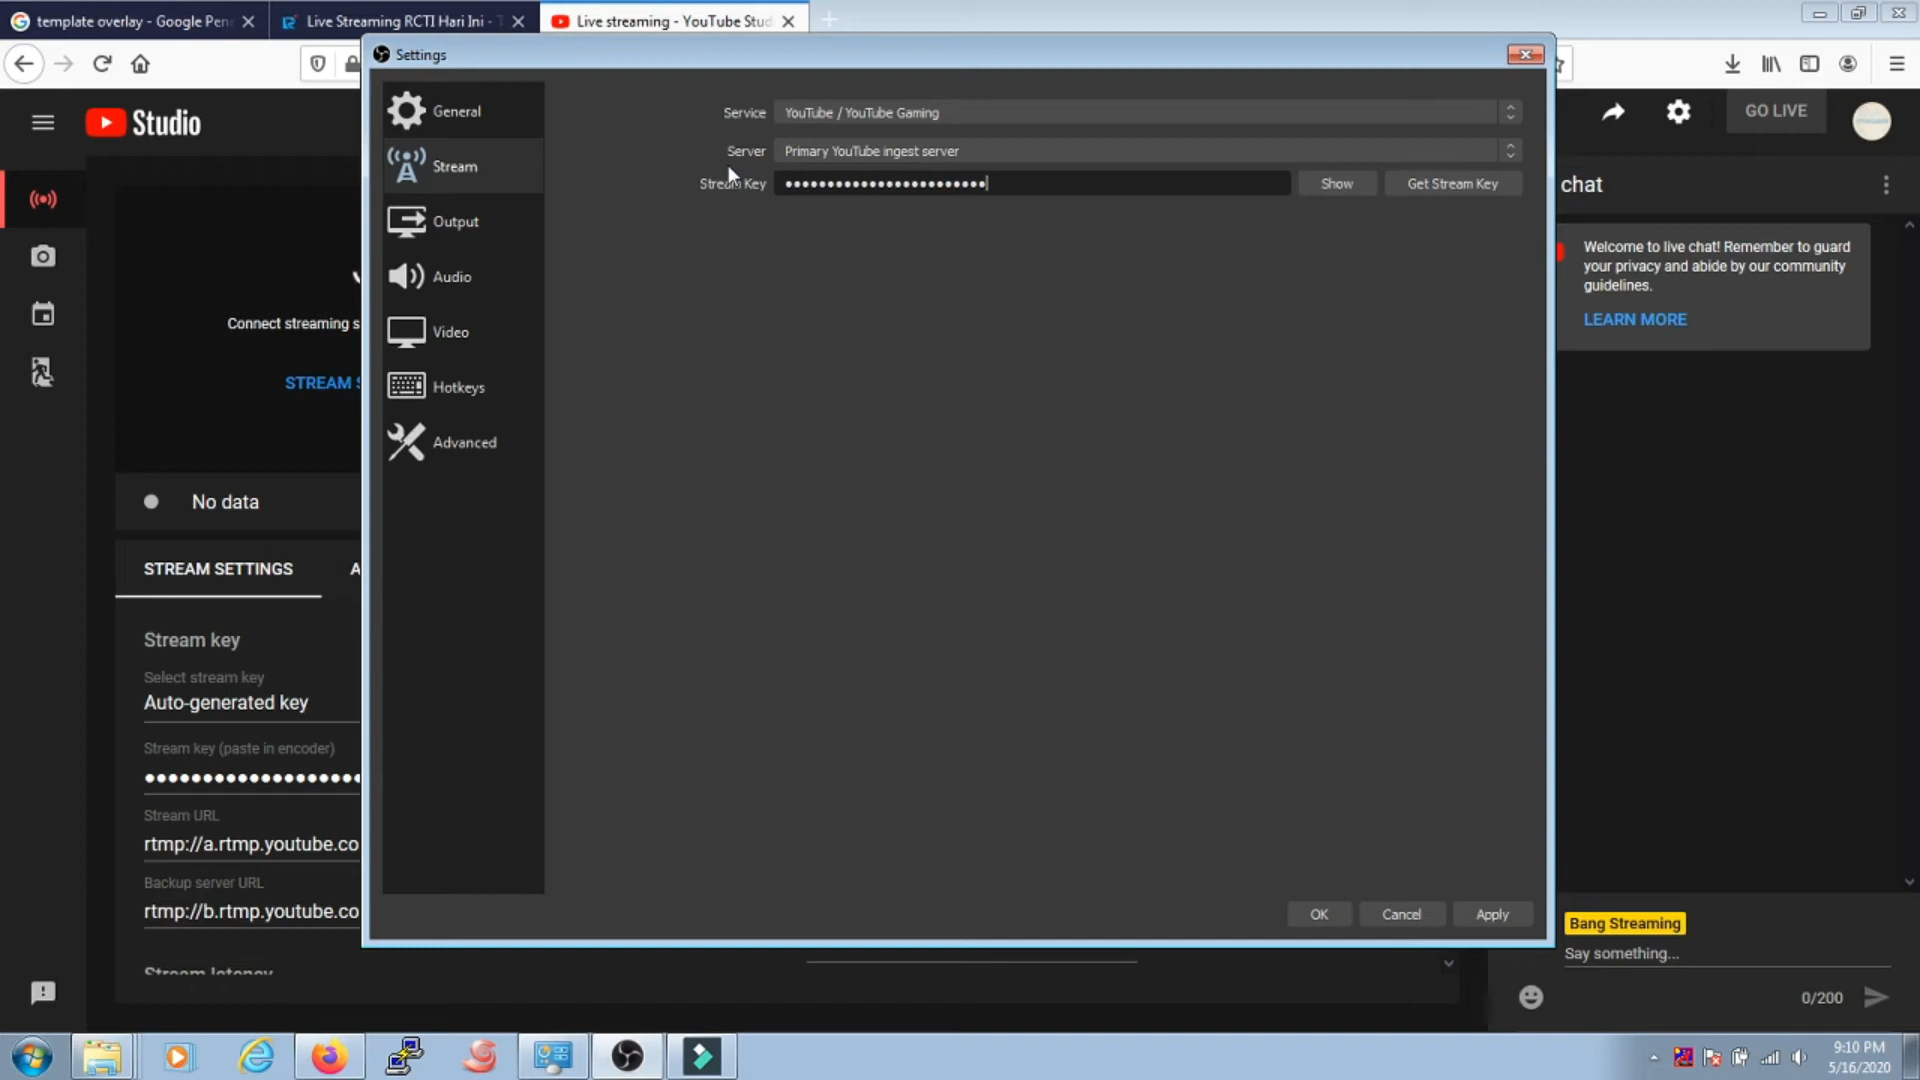 template overlay - Google Pen
Live Streaming RCTI Hari Ini - T
Live streaming - YouTube Stud
Settings
Studio
GO LIVE
General
Stream
Output
Audio
Video
Hotkeys
Advanced
Service
YouTube / YouTube Gaming
Server
Primary YouTube ingest server
Stream Key
Show
Get Stream Key
OK
Cancel
Apply
Connect streaming s
STREAM S
No data
STREAM SETTINGS
A
Stream key
Select stream key
Auto-generated key
Stream key (paste in encoder)
Stream URL
rtmp://a.rtmp.youtube.co
Backup server URL
rtmp://b.rtmp.youtube.co
Stream latency
chat
Welcome to live chat! Remember to guard
your privacy and abide by our community
guidelines.
LEARN MORE
Bang Streaming
Say something...
0/200
9:10 PM
5/16/2020